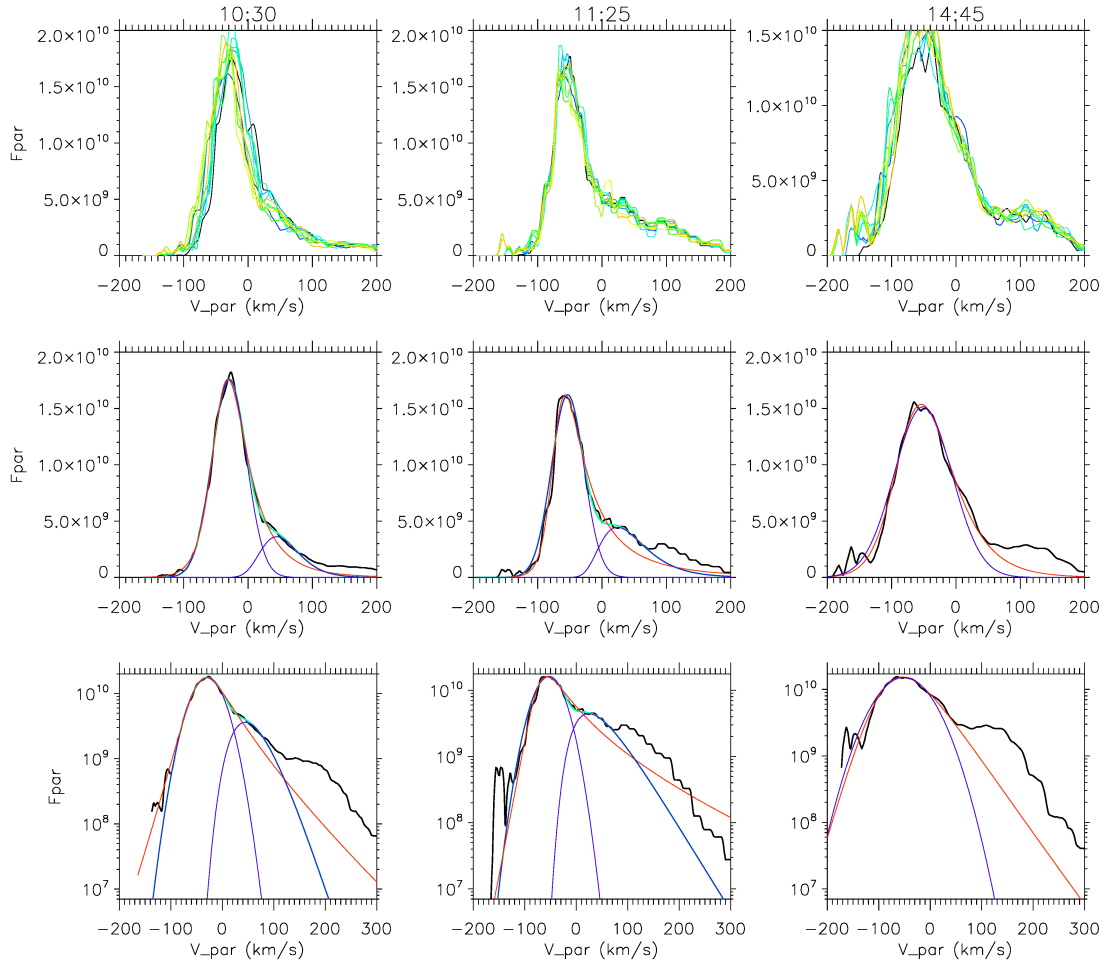 10:30 11:25 14:45
2.0×10¹⁰ 2.0×10¹⁰ 1.5×10¹⁰
1.5×10¹⁰ 1.5×10¹⁰
1.0×10¹⁰
Fpar
1.0×10¹⁰ 1.0×10¹⁰
5.0×10⁹
5.0×10⁹ 5.0×10⁹
0 0 0
−200 −100 0 100 200 −200 −100 0 100 200 −200 −100 0 100 200
V_par (km/s) V_par (km/s) V_par (km/s)
2.0×10¹⁰ 2.0×10¹⁰ 2.0×10¹⁰
1.5×10¹⁰ 1.5×10¹⁰ 1.5×10¹⁰
Fpar
1.0×10¹⁰ 1.0×10¹⁰ 1.0×10¹⁰
5.0×10⁹ 5.0×10⁹ 5.0×10⁹
0 0 0
−200 −100 0 100 200 −200 −100 0 100 200 −200 −100 0 100 200
V_par (km/s) V_par (km/s) V_par (km/s)
10¹⁰ 10¹⁰ 10¹⁰
10⁹ 10⁹ 10⁹
Fpar
10⁸ 10⁸ 10⁸
10⁷ 10⁷ 10⁷
−200 −100 0 100 200 300 −200 −100 0 100 200 300 −200 −100 0 100 200 300
V_par (km/s) V_par (km/s) V_par (km/s)